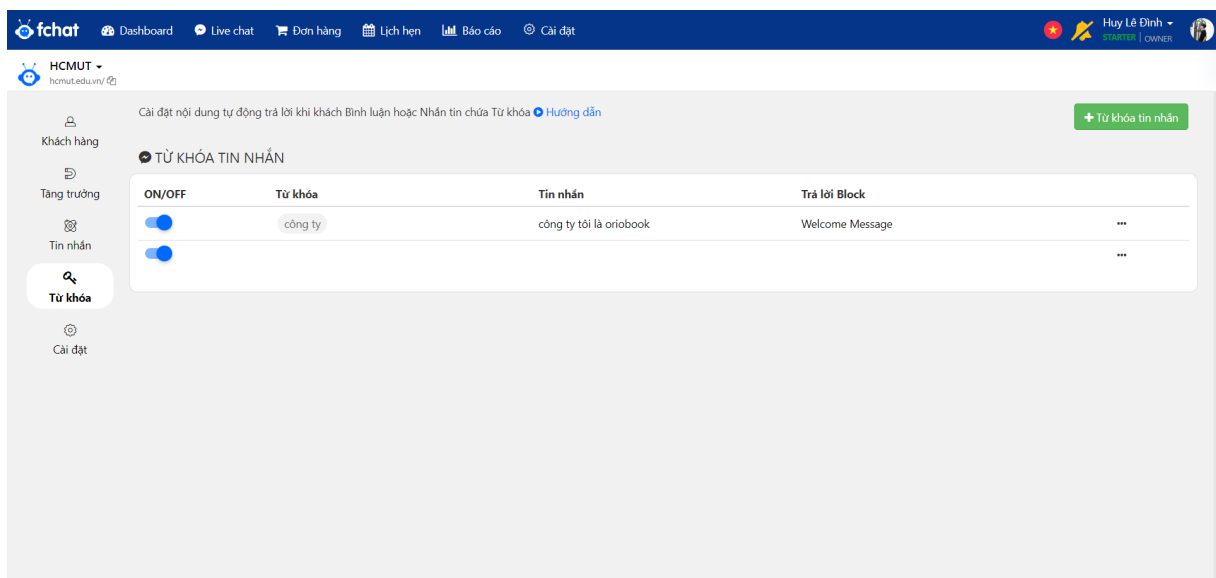 fchat Dashboard Live chat Đơn hàng Lịch hẹn Báo cáo Cài đặt Huy Lê Đình
STARTER | OWNER
HCMUT
hcmut.edu.vn/
Khách hàng
Tăng trưởng
Tin nhắn
Từ khóa
Cài đặt
Cài đặt nội dung tự động trả lời khi khách Bình luận hoặc Nhắn tin chứa Từ khóa Hướng dẫn
+ Từ khóa tin nhắn
TỪ KHÓA TIN NHẮN
ON/OFF Từ khóa Tin nhắn Trả lời Block
công ty công ty tôi là oriobook Welcome Message ...
...